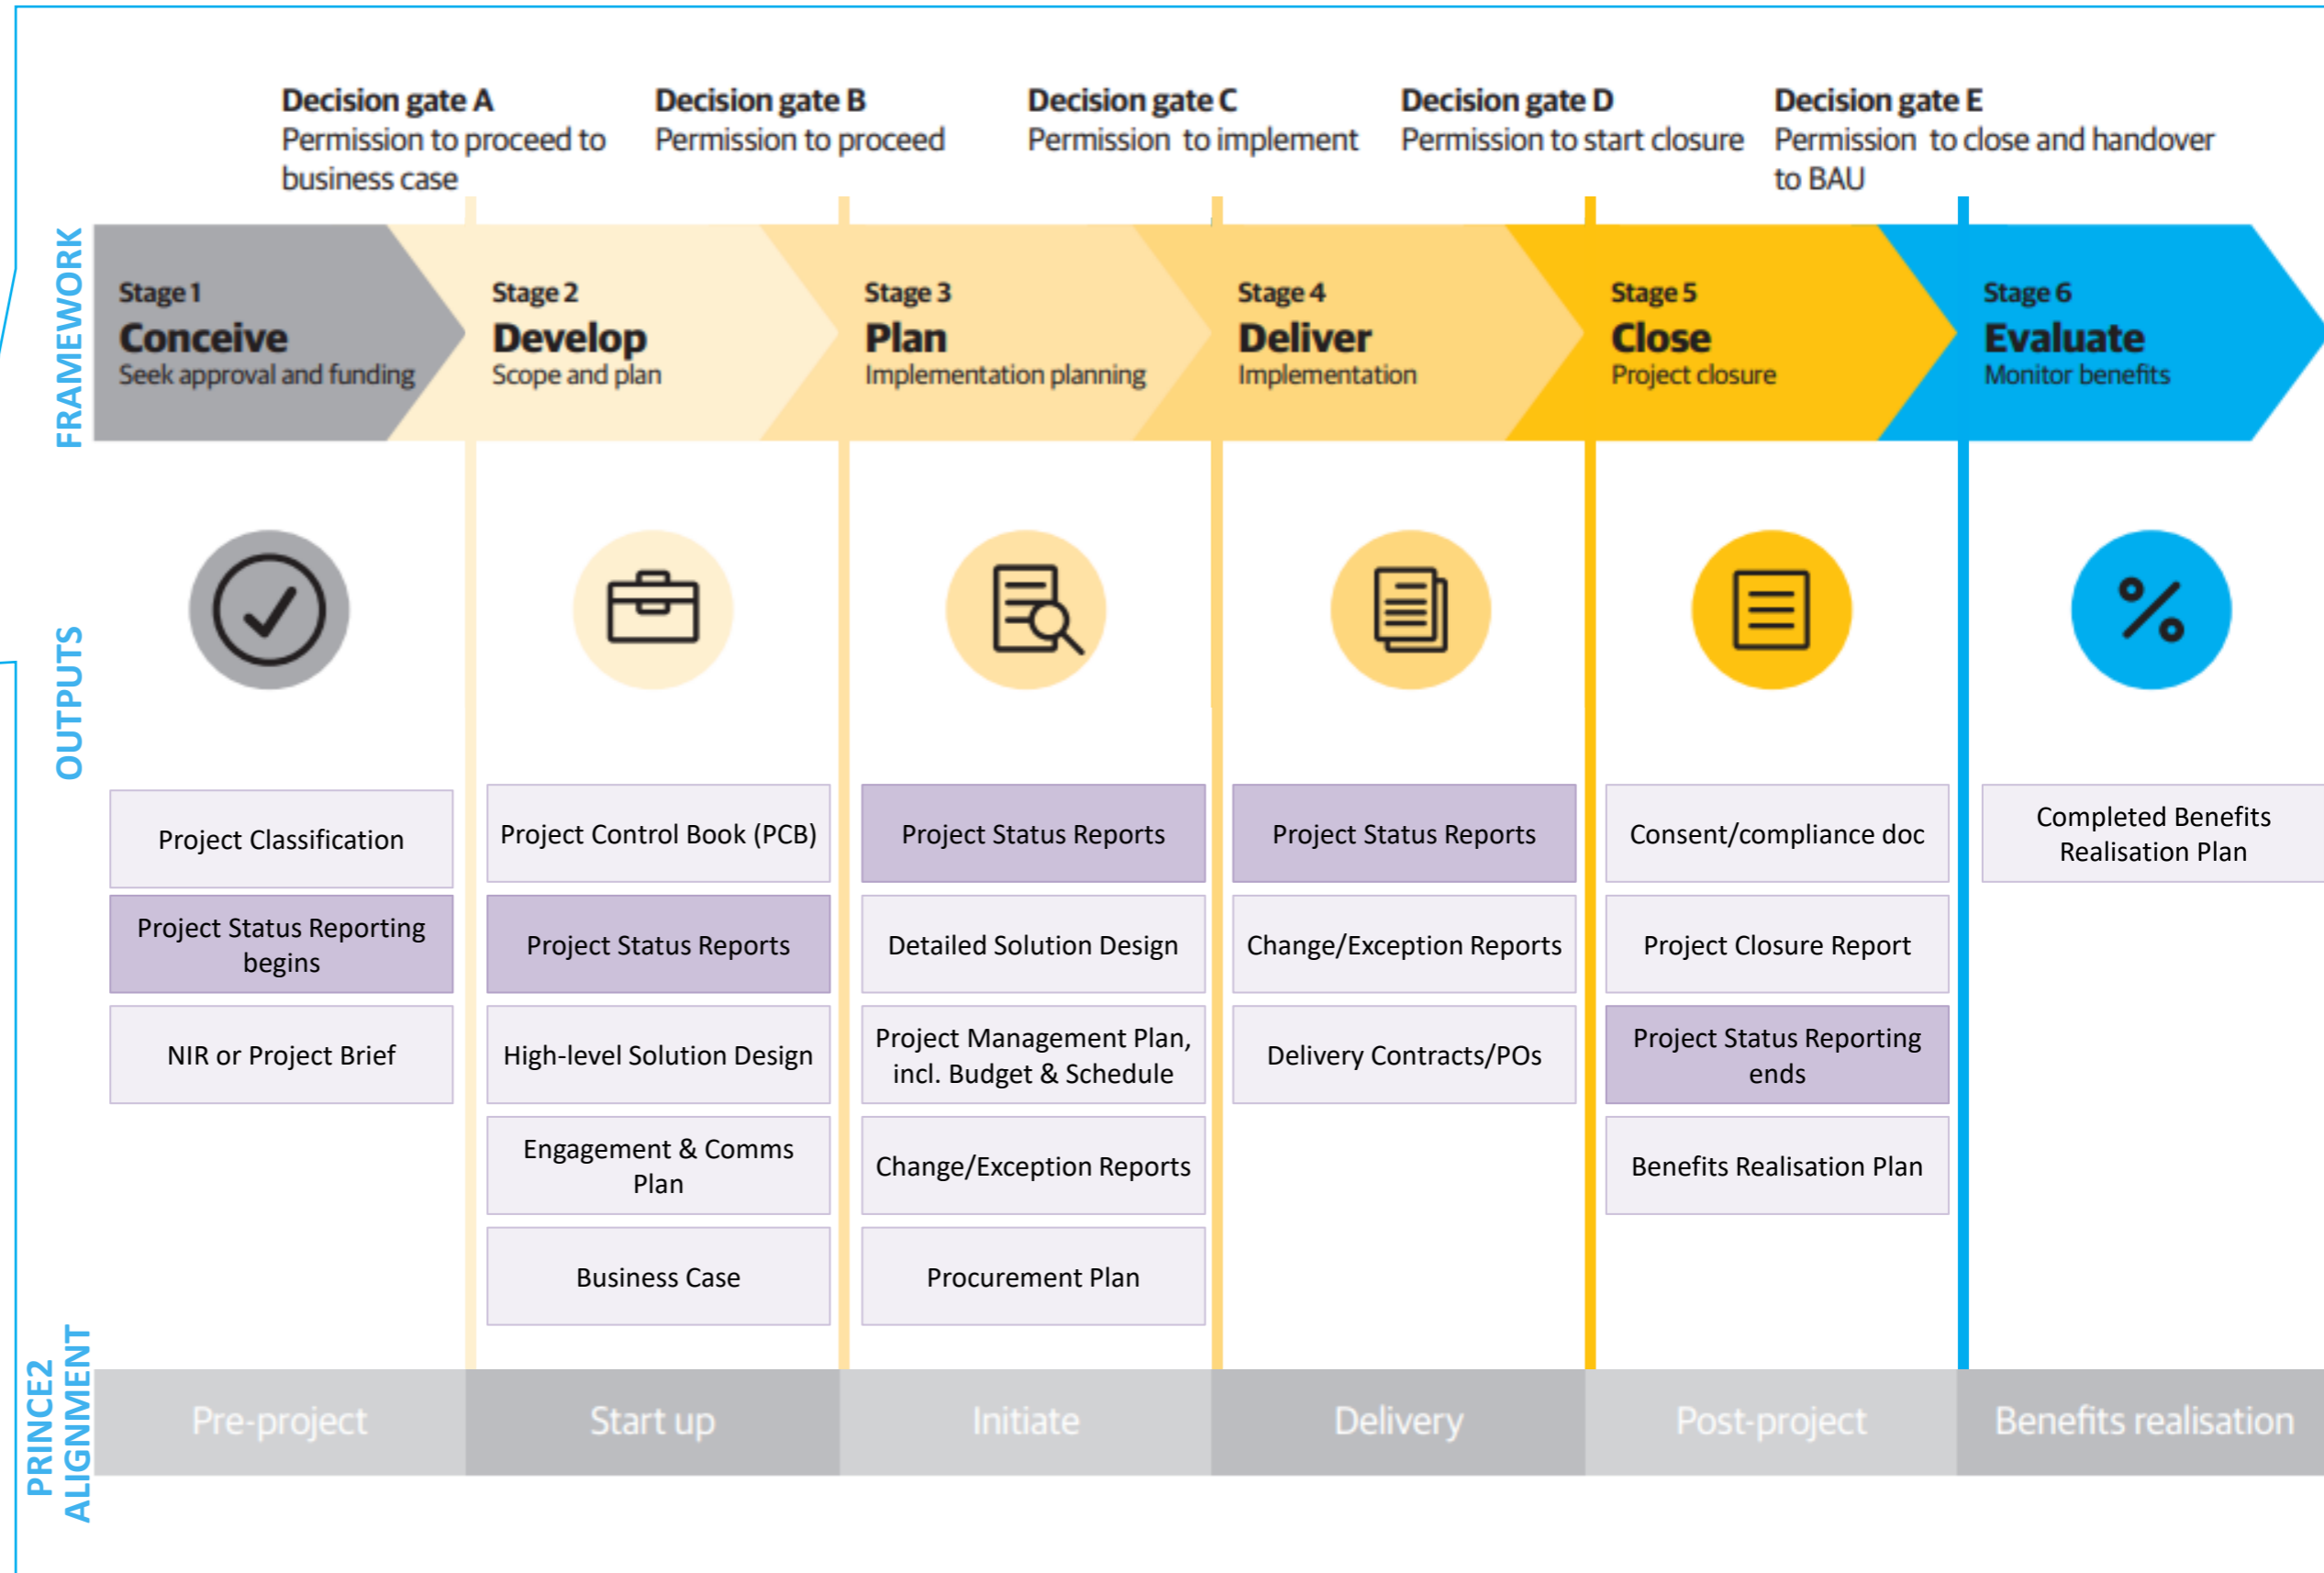 Decision gate A
Permission to proceed to
business case
Decision gate B
Permission to proceed
Decision gate C
Permission to implement
Decision gate D
Permission to start closure
Decision gate E
Permission to close and handover
to BAU
FRAMEWORK
Stage 1
Conceive
Seek approval and funding
Stage 2
Develop
Scope and plan
Stage 3
Plan
Implementation planning
Stage 4
Deliver
Implementation
Stage 5
Close
Project closure
Stage 6
Evaluate
Monitor benefits
OUTPUTS
Project Classification
Project Status Reporting
begins
NIR or Project Brief
Project Control Book (PCB)
Project Status Reports
High-level Solution Design
Engagement & Comms
Plan
Business Case
Project Status Reports
Detailed Solution Design
Project Management Plan,
incl. Budget & Schedule
Change/Exception Reports
Procurement Plan
Project Status Reports
Change/Exception Reports
Delivery Contracts/POs
Consent/compliance doc
Project Closure Report
Project Status Reporting
ends
Benefits Realisation Plan
Completed Benefits
Realisation Plan
PRINCE2
ALIGNMENT
Pre-project
Start up
Initiate
Delivery
Post-project
Benefits realisation